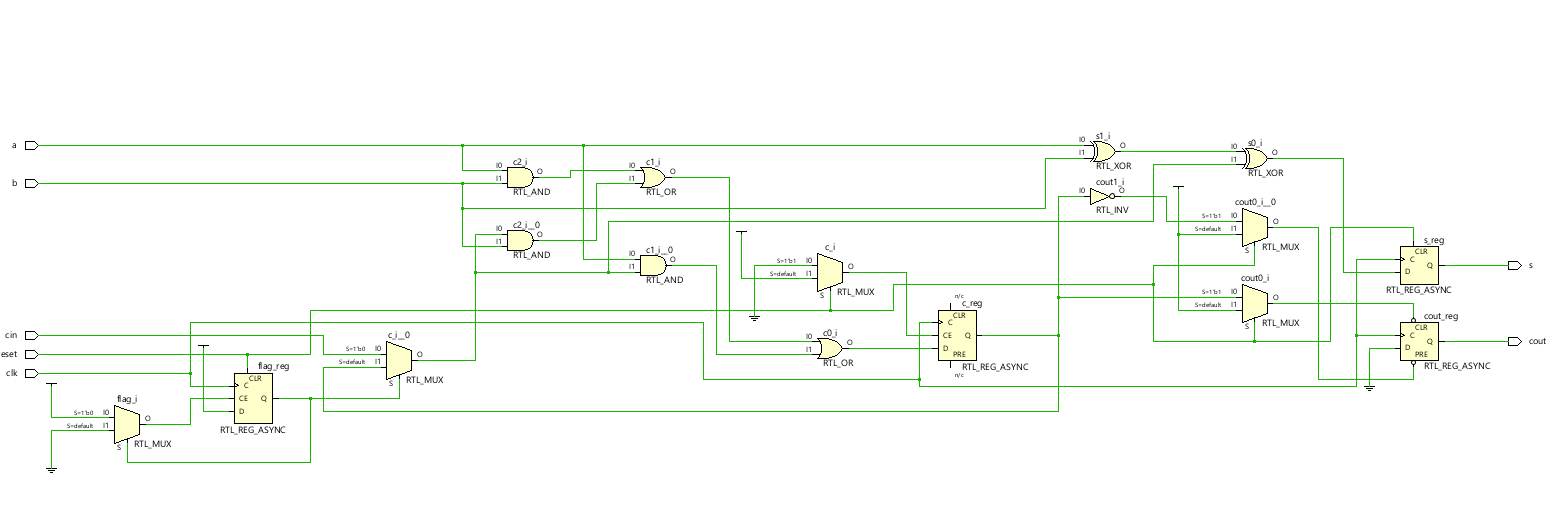 a
b
cin
eset
clk
flag_i
S=1'b0 I0
S=default I1
O
S
RTL_MUX
flag_reg
CLR
C
CE
D
Q
RTL_REG_ASYNC
c_i__0
S=1'b0 I0
S=default I1
O
S
RTL_MUX
c2_i
I0
I1
O
RTL_AND
c2_i__0
I0
I1
O
RTL_AND
c1_i
I0
I1
O
RTL_OR
c1_i__0
I0
I1
O
RTL_AND
c_i
S=1'b1 I0
S=default I1
O
S
RTL_MUX
c0_i
I0
I1
O
RTL_OR
n/c
c_reg
CLR
C
CE
D
Q
PRE
RTL_REG_ASYNC
n/c
s1_i
I0
I1
O
RTL_XOR
cout1_i
I0
O
RTL_INV
s0_i
I0
I1
O
RTL_XOR
cout0_i__0
S=1'b1 I0
S=default I1
O
S
RTL_MUX
cout0_i
S=1'b1 I0
S=default I1
O
S
RTL_MUX
s_reg
CLR
C
D
Q
RTL_REG_ASYNC
cout_reg
CLR
C
D
Q
PRE
RTL_REG_ASYNC
s
cout